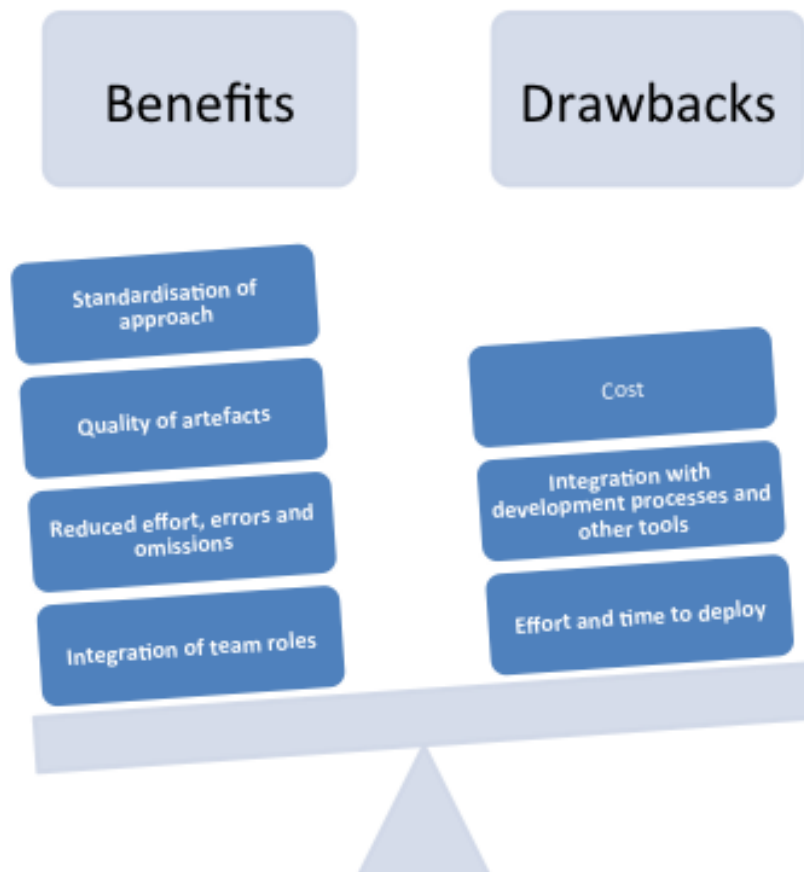 Benefits
Drawbacks
Standardisation of
approach
Quality of artefacts
Reduced effort, errors and
omissions
Integration of team roles
Cost
Integration with
development processes and
other tools
Effort and time to deploy